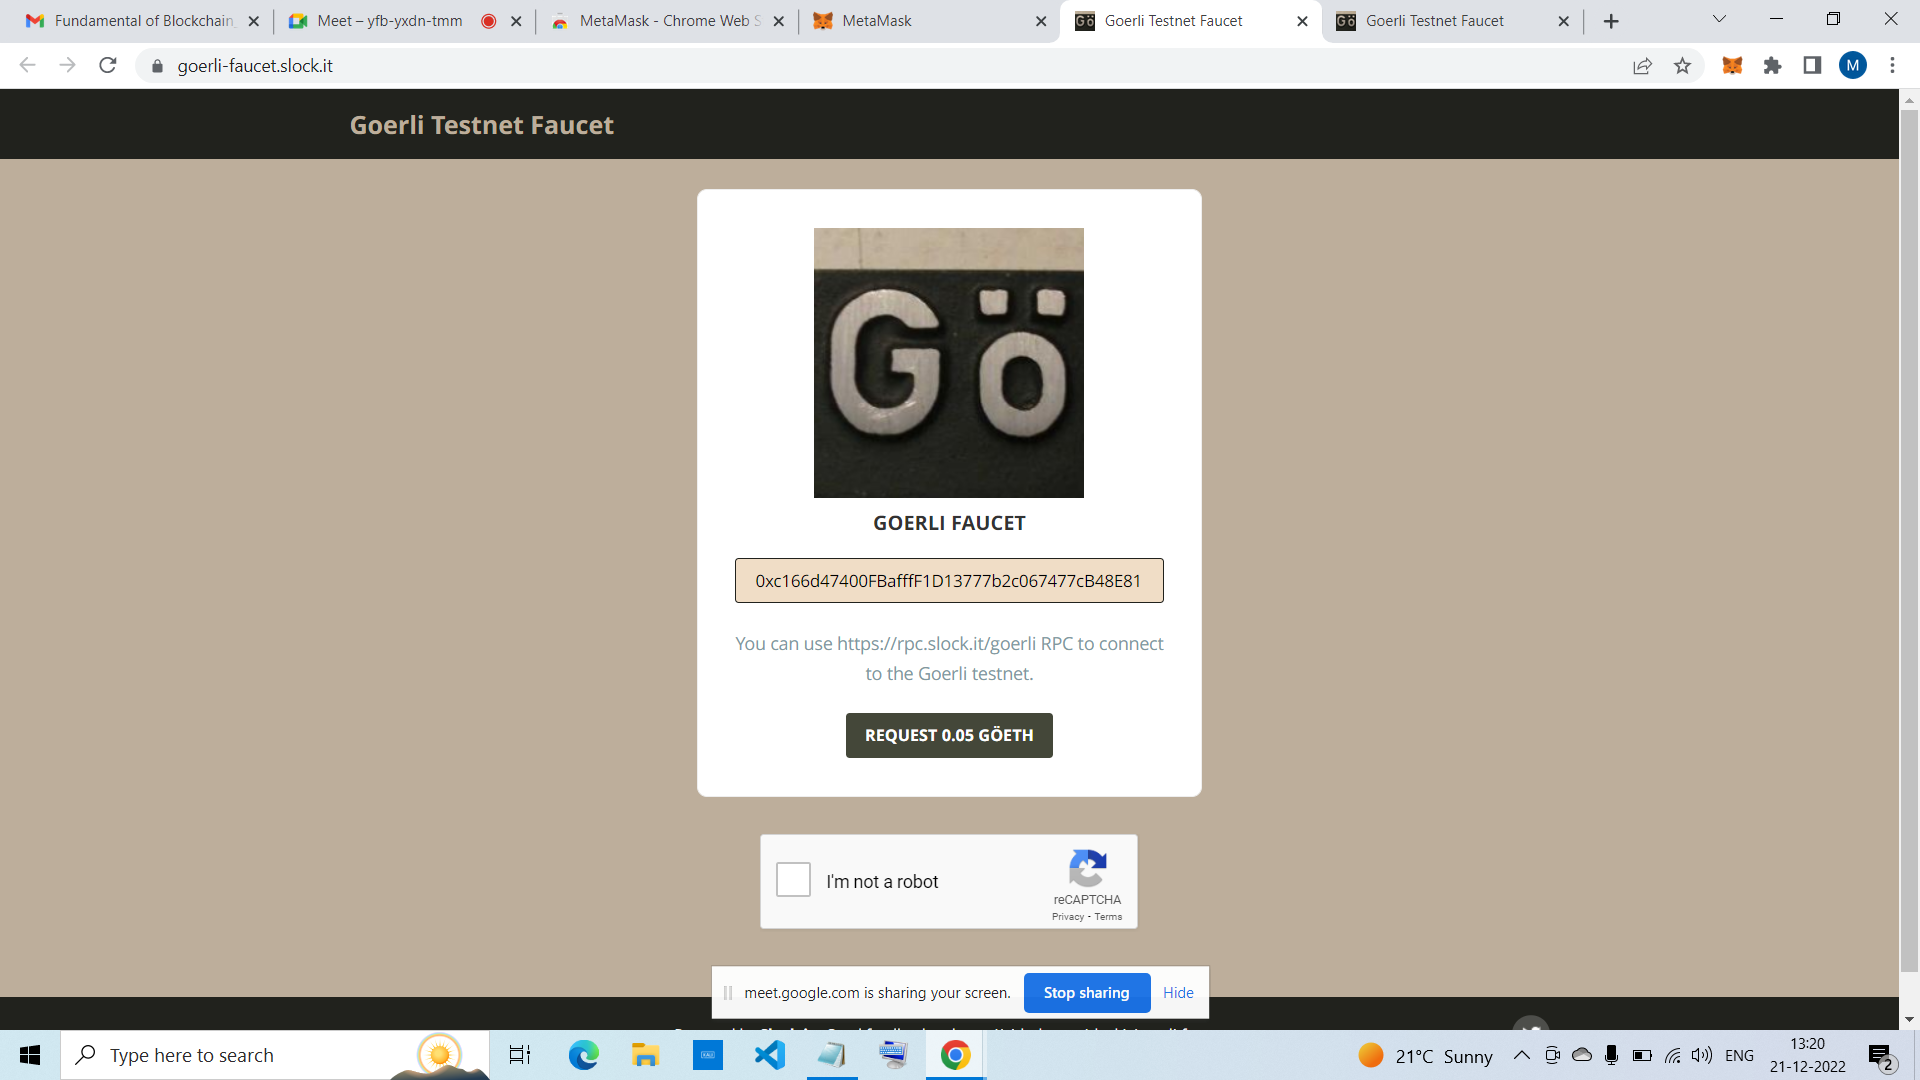 Fundamental of Blockchain
Meet – yfb-yxdn-tmm
MetaMask - Chrome Web S
MetaMask
Goerli Testnet Faucet
Goerli Testnet Faucet
goerli-faucet.slock.it
M
Goerli Testnet Faucet
Gö
GOERLI FAUCET
0xc166d47400FBafffF1D13777b2c067477cB48E81
You can use https://rpc.slock.it/goerli RPC to connect
to the Goerli testnet.
REQUEST 0.05 GÖETH
I'm not a robot
reCAPTCHA
Privacy - Terms
meet.google.com is sharing your screen.
Stop sharing
Hide
Type here to search
21°C Sunny
ENG
13:20
21-12-2022
2